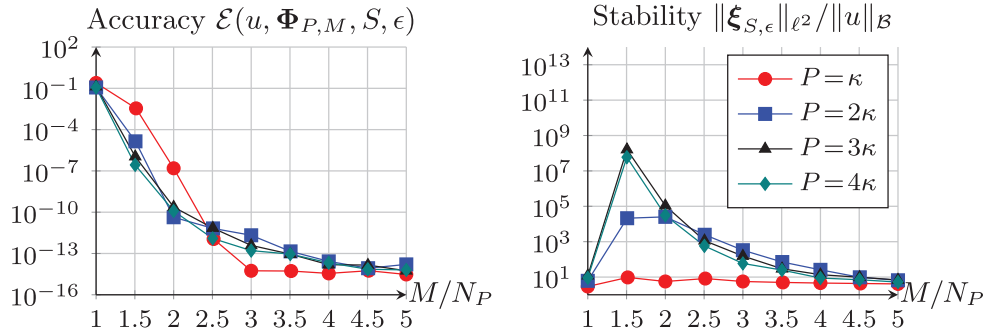 Accuracy ℰ(u, Φ_{P,M}, S, ϵ)
10^2
10^{-1}
10^{-4}
10^{-7}
10^{-10}
10^{-13}
10^{-16}
1 1.5 2 2.5 3 3.5 4 4.5 5
M/N_P
Stability ‖ξ_{S,ϵ}‖_{ℓ^2}/‖u‖_ℬ
10^{13}
10^{11}
10^9
10^7
10^5
10^3
10^1
1 1.5 2 2.5 3 3.5 4 4.5 5
M/N_P
P = κ
P = 2κ
P = 3κ
P = 4κ